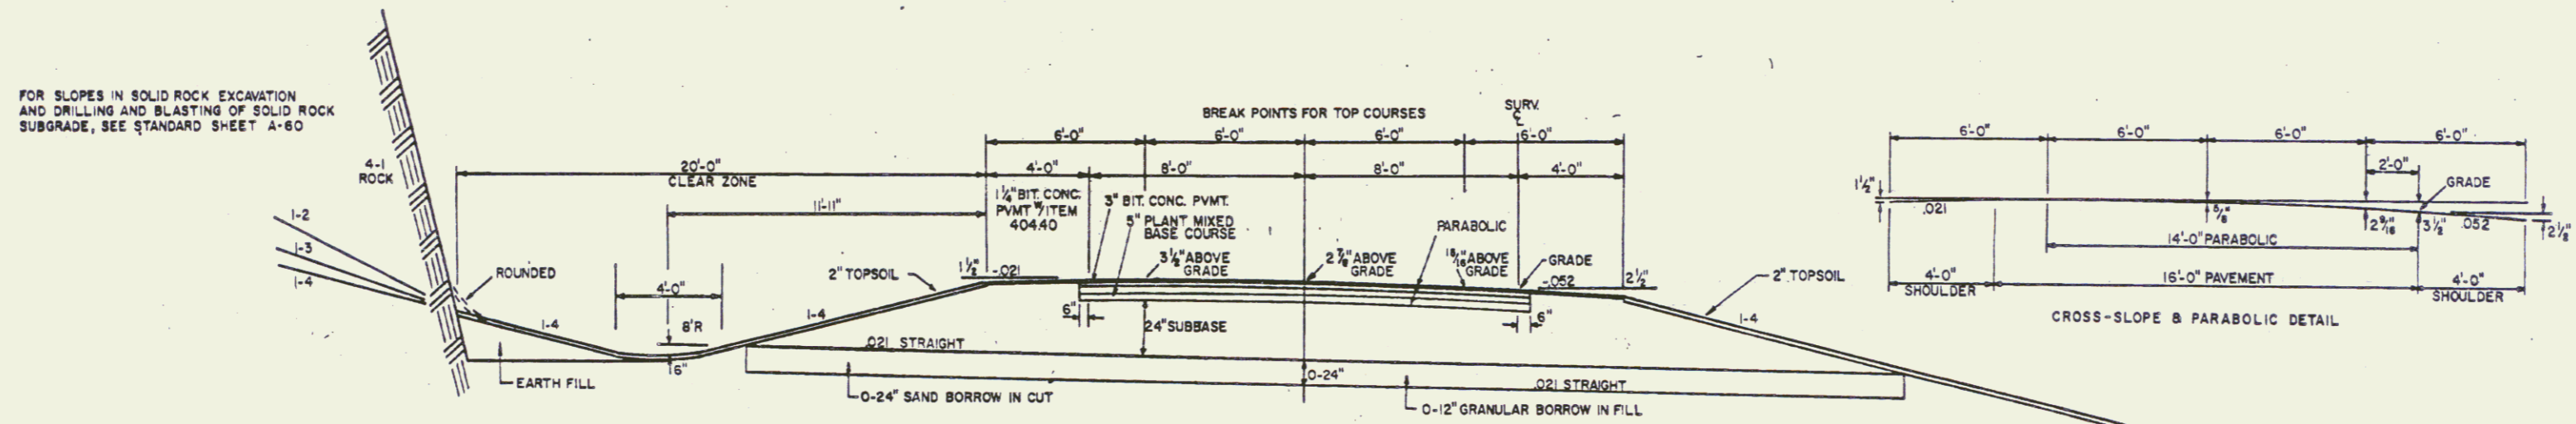 FOR SLOPES IN SOLID ROCK EXCAVATION
AND DRILLING AND BLASTING OF SOLID ROCK
SUBGRADE, SEE STANDARD SHEET A-60
4-1
ROCK
1-2
1-3
1-4
ROUNDED
1-4
EARTH FILL
20'-0"
CLEAR ZONE
11'-11"
4'-0"
8'R
6"
2" TOPSOIL
1-4
BREAK POINTS FOR TOP COURSES
SURV.
℄
6'-0"
6'-0"
6'-0"
6'-0"
4'-0"
8'-0"
8'-0"
4'-0"
1¼" BIT. CONC.
PVMT W/ITEM
404.40
3" BIT. CONC. PVMT.
5" PLANT MIXED
BASE COURSE
PARABOLIC
1½"
-.021
3½" ABOVE
GRADE
2⅞" ABOVE
GRADE
15/16" ABOVE
GRADE
GRADE
-.052
2½"
6"
24" SUBBASE
6"
.021 STRAIGHT
0-24"
.021 STRAIGHT
0-24" SAND BORROW IN CUT
0-12" GRANULAR BORROW IN FILL
2" TOPSOIL
1-4
6'-0"
6'-0"
6'-0"
6'-0"
2'-0"
GRADE
1½"
.021
⅝"
2 9/16"
3½"
.052
2½"
14'-0" PARABOLIC
4'-0"
SHOULDER
16'-0" PAVEMENT
4'-0"
SHOULDER
CROSS-SLOPE & PARABOLIC DETAIL